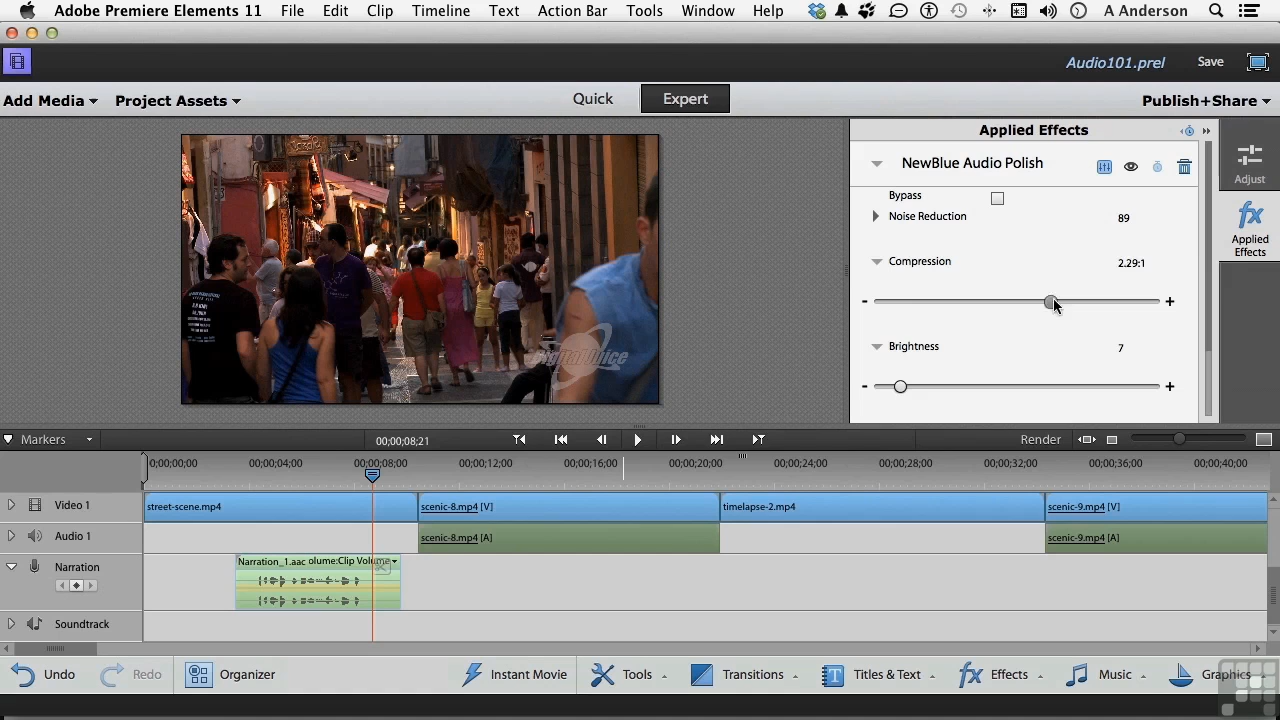 Adobe Premiere Elements 11 File Edit Clip Timeline Text Action Bar Tools Window Help A Anderson
Audio101.prel Save
Add Media Project Assets Quick Expert Publish+Share
Applied Effects
NewBlue Audio Polish
Bypass
Noise Reduction 89
Compression 2.29:1
- +
Brightness 7
- +
Adjust
fx
Applied
Effects
Digital Juice
Markers 00;00;08;21 Render
0;00;00;00 00;00;04;00 00;00;08;00 00;00;12;00 00;00;16;00 00;00;20;00 00;00;24;00 00;00;28;00 00;00;32;00 00;00;36;00 00;00;40;00
Video 1 street-scene.mp4 scenic-8.mp4 [V] timelapse-2.mp4 scenic-9.mp4 [V]
Audio 1 scenic-8.mp4 [A] scenic-9.mp4 [A]
Narration Narration_1.aac olume:Clip Volu
Soundtrack
Undo Redo Organizer Instant Movie Tools Transitions T Titles & Text fx Effects Music Graphics